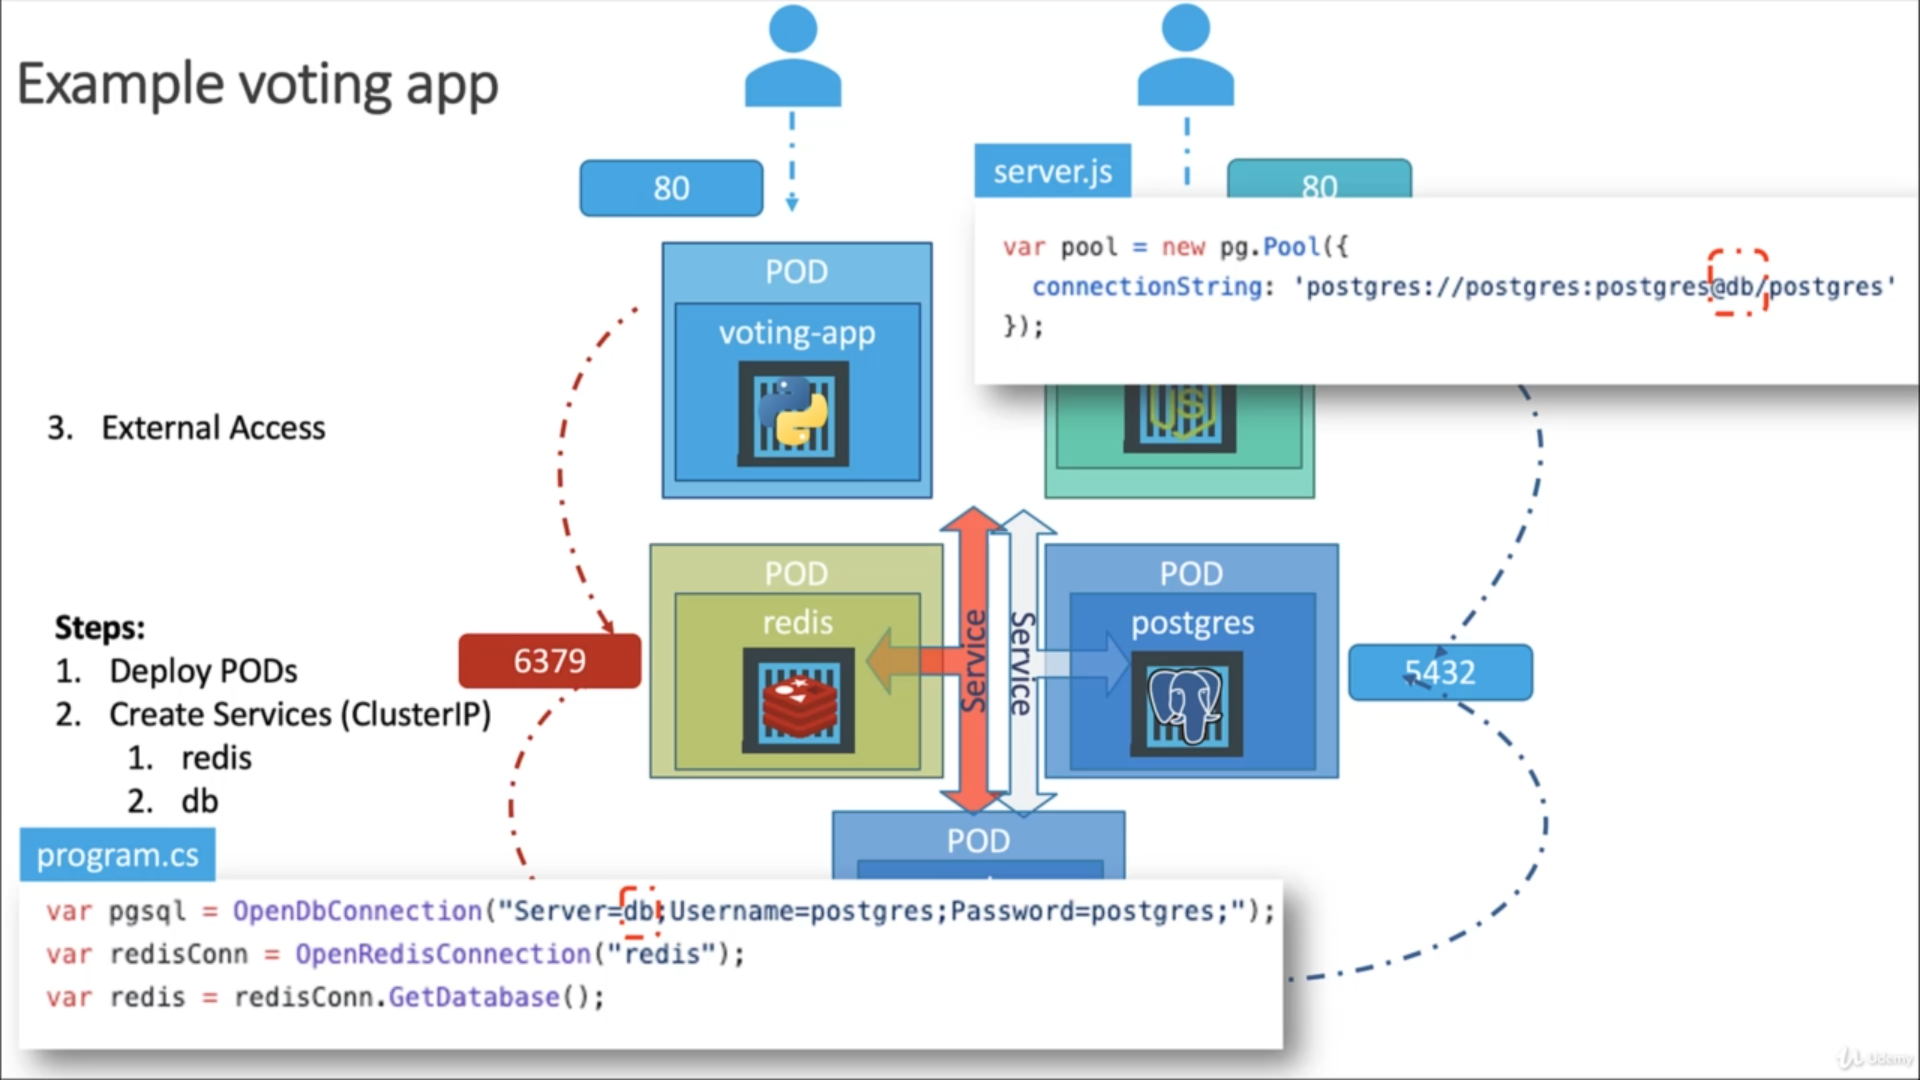 Example voting app
80
server.js
80
var pool = new pg.Pool({
connectionString: 'postgres://postgres:postgres@db/postgres'
});
POD
voting-app
JS
3. External Access
POD
redis
Service
Service
POD
postgres
6379
5432
Steps:
1. Deploy PODs
2. Create Services (ClusterIP)
1. redis
2. db
POD
program.cs
var pgsql = OpenDbConnection("Server=db;Username=postgres;Password=postgres;");
var redisConn = OpenRedisConnection("redis");
var redis = redisConn.GetDatabase();
Udemy